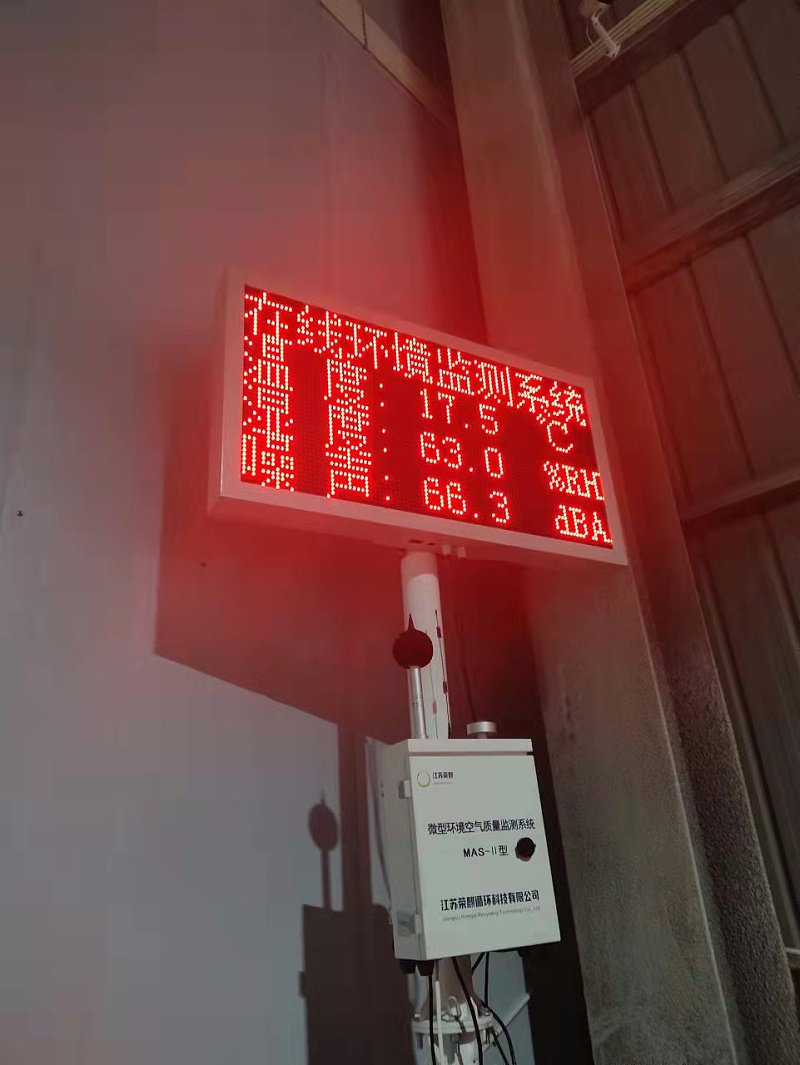 在线环境监测系统
温 度: 17.5 ℃
湿 度: 63.0 %RH
噪 声: 66.3 dBA
江苏荣麒
微型环境空气质量监测系统
MAS-II型
江苏荣麒循环科技有限公司